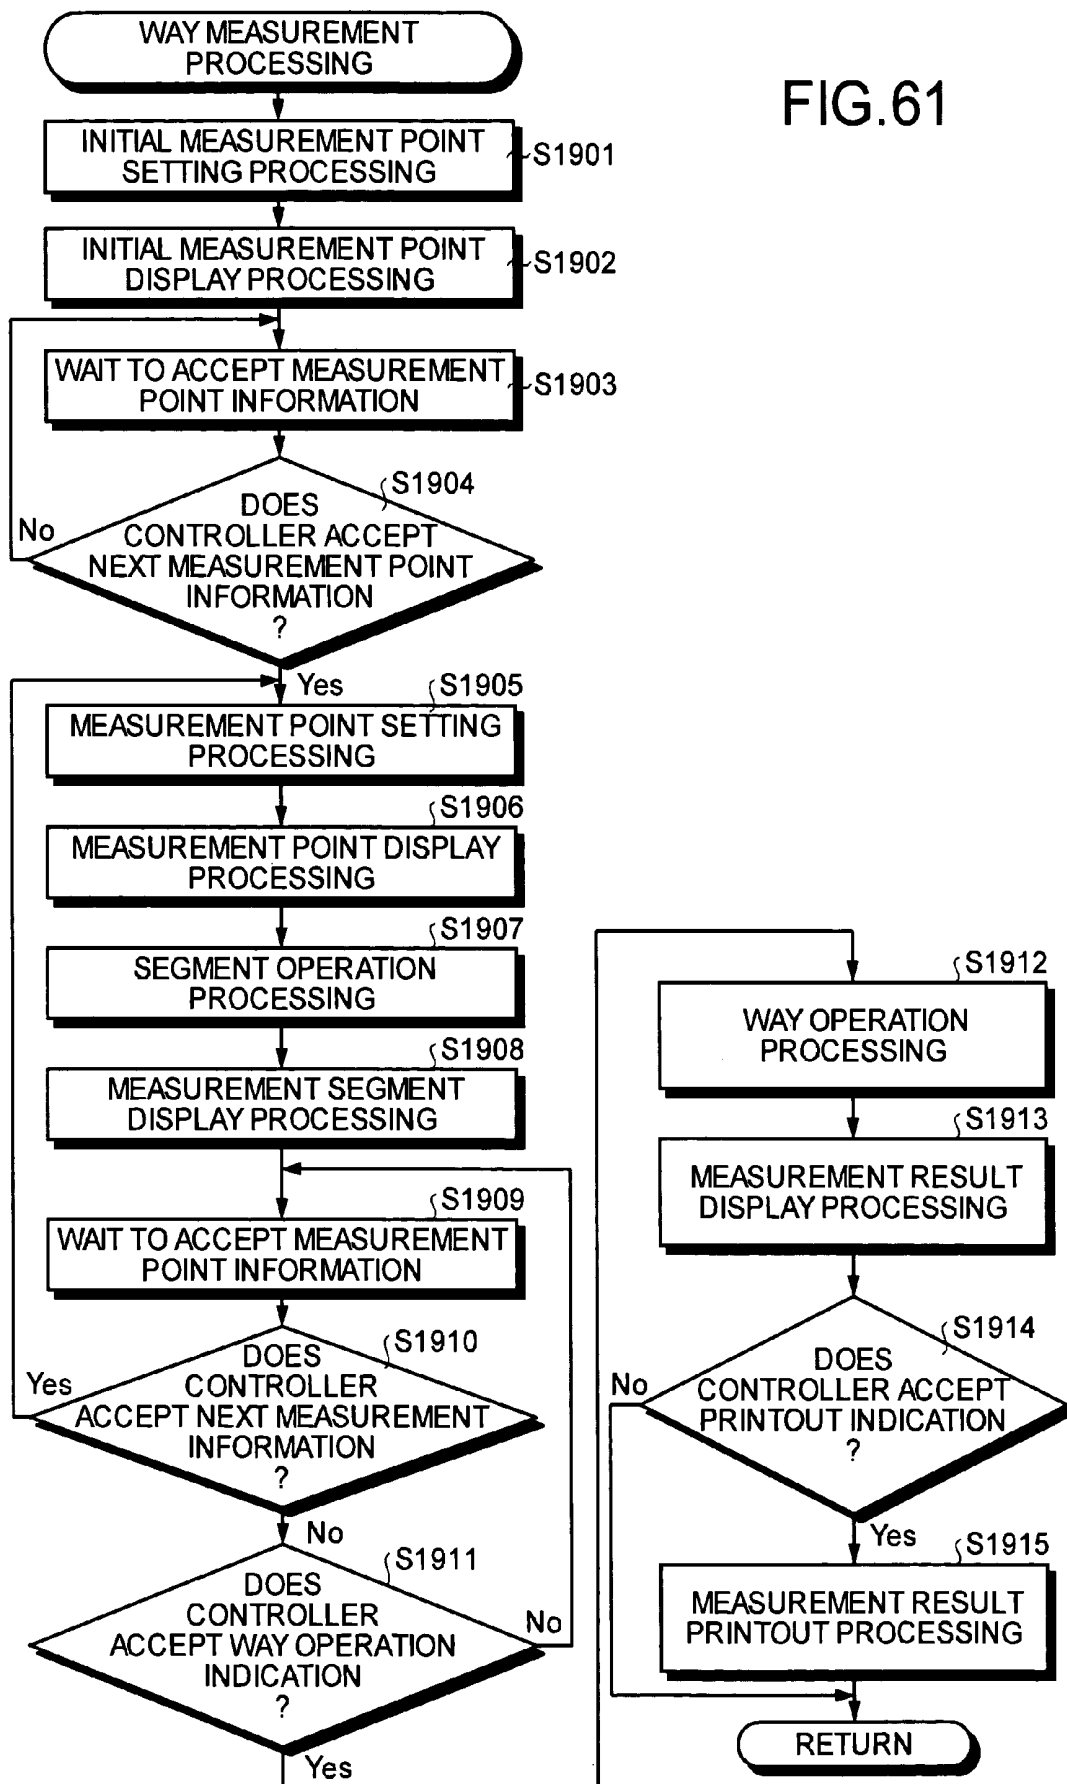 WAY MEASUREMENT
PROCESSING
FIG.61
INITIAL MEASUREMENT POINT
SETTING PROCESSING
S1901
INITIAL MEASUREMENT POINT
DISPLAY PROCESSING
S1902
WAIT TO ACCEPT MEASUREMENT
POINT INFORMATION
S1903
S1904
DOES
CONTROLLER ACCEPT
NEXT MEASUREMENT POINT
INFORMATION
?
No
Yes
S1905
MEASUREMENT POINT SETTING
PROCESSING
S1906
MEASUREMENT POINT DISPLAY
PROCESSING
S1907
SEGMENT OPERATION
PROCESSING
S1908
MEASUREMENT SEGMENT
DISPLAY PROCESSING
S1909
WAIT TO ACCEPT MEASUREMENT
POINT INFORMATION
S1910
DOES
CONTROLLER
ACCEPT NEXT MEASUREMENT
INFORMATION
?
Yes
No
S1911
DOES
CONTROLLER
ACCEPT WAY OPERATION
INDICATION
?
No
Yes
S1912
WAY OPERATION
PROCESSING
S1913
MEASUREMENT RESULT
DISPLAY PROCESSING
S1914
DOES
CONTROLLER ACCEPT
PRINTOUT INDICATION
?
No
Yes
S1915
MEASUREMENT RESULT
PRINTOUT PROCESSING
RETURN